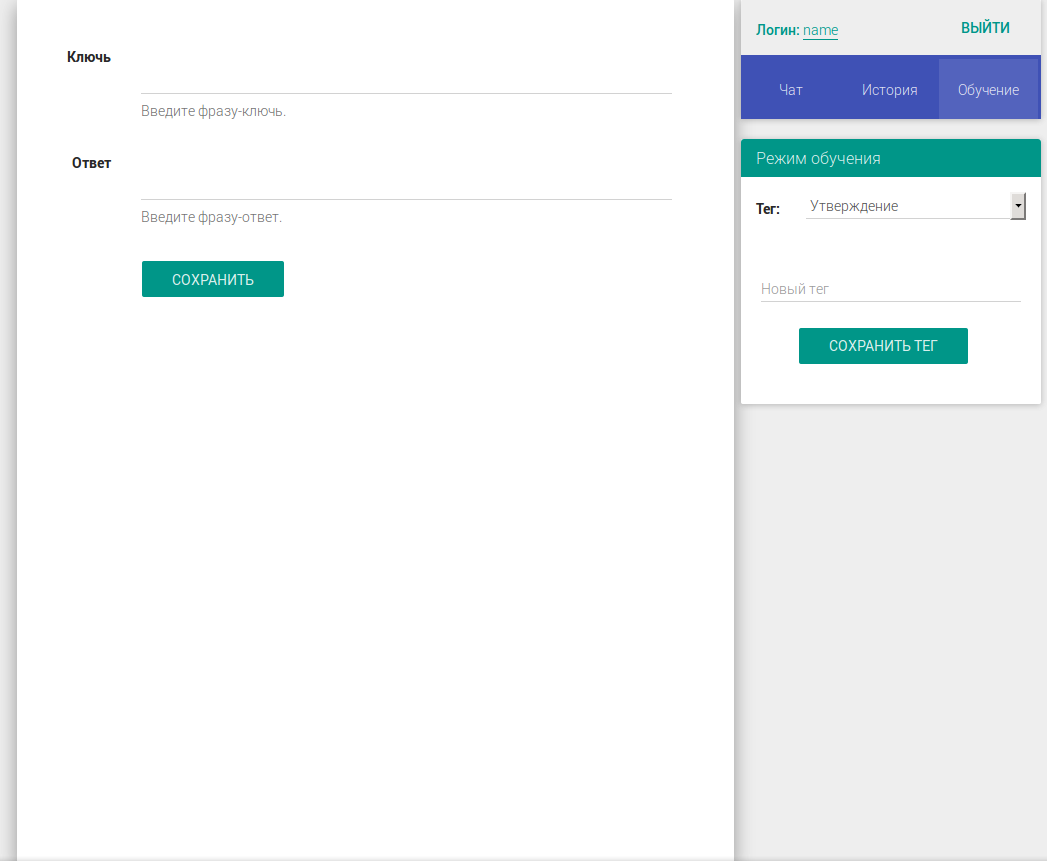 Ключь
Введите фразу-ключь.
Ответ
Введите фразу-ответ.
СОХРАНИТЬ
Логин: name
ВЫЙТИ
Чат
История
Обучение
Режим обучения
Тег:
Утверждение
Новый тег
СОХРАНИТЬ ТЕГ